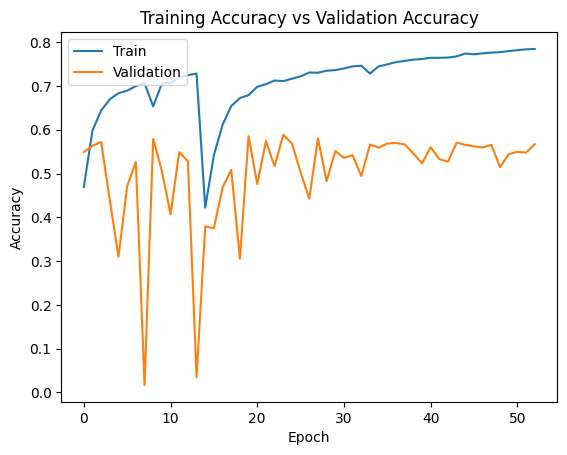 Training Accuracy vs Validation Accuracy
Train
Validation
Accuracy
0.8
0.7
0.6
0.5
0.4
0.3
0.2
0.1
0.0
0 10 20 30 40 50
Epoch